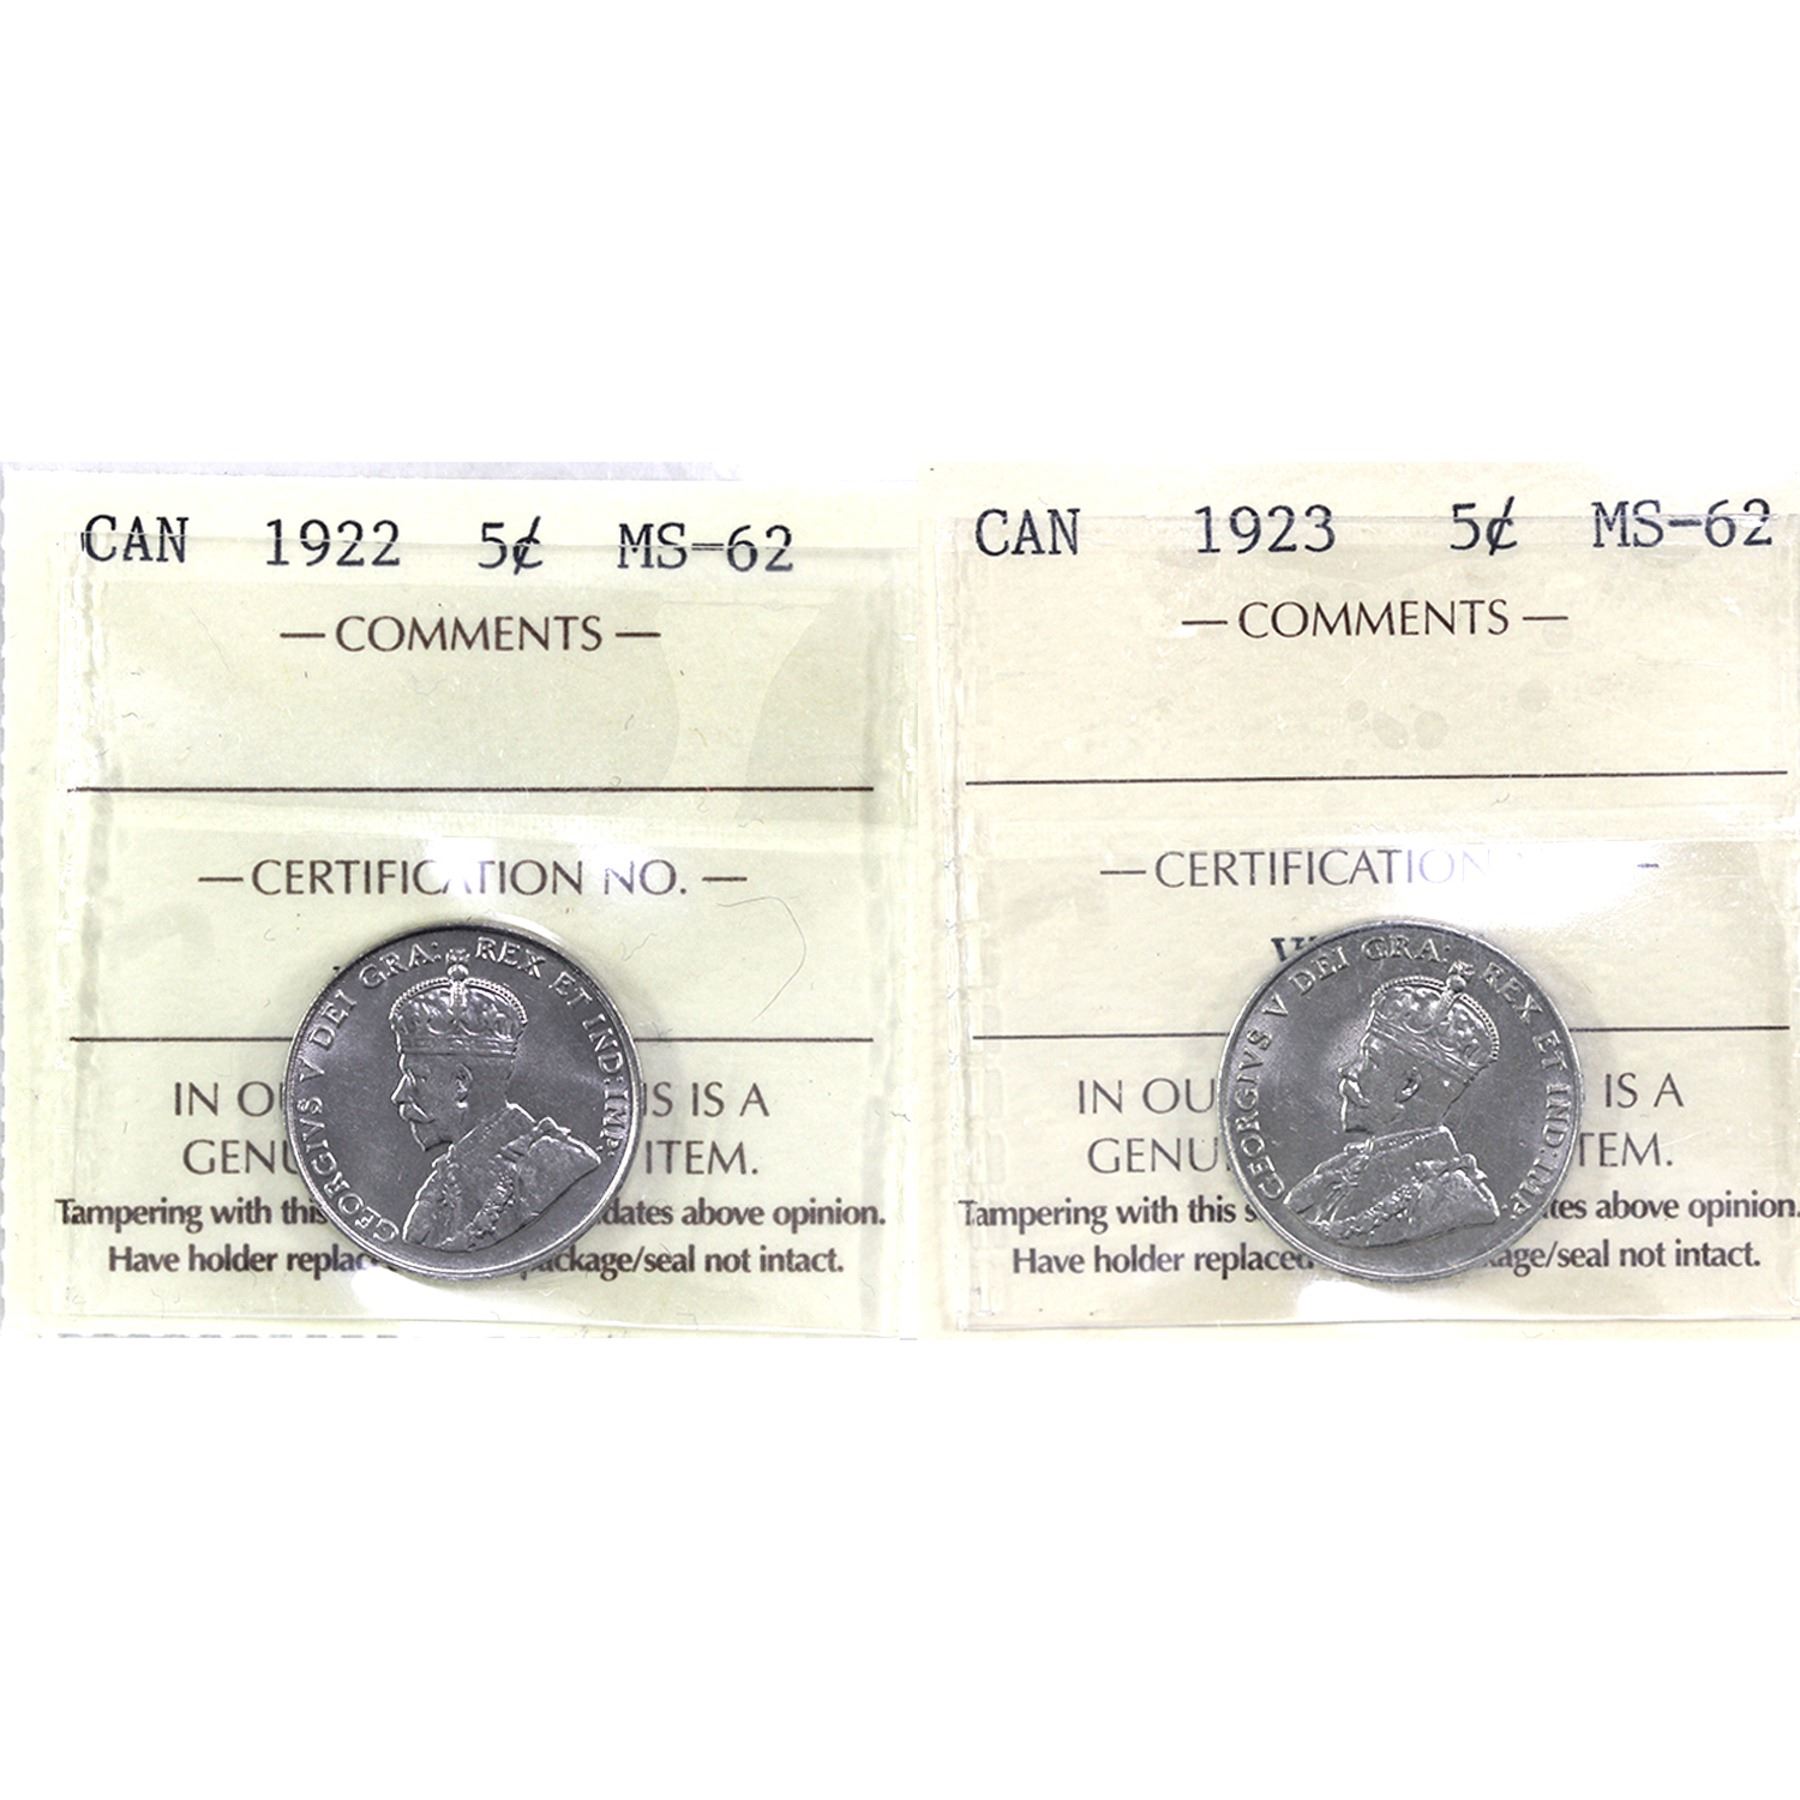 CAN 1922 5¢ MS-62
— COMMENTS —
— CERTIFICATION NO. —
GEORGIVS V DEI GRA: REX ET IND:IMP:
IN OU IS IS A
GENU ITEM.
Tampering with this dates above opinion.
Have holder replac ackage/seal not intact.
CAN 1923 5¢ MS-62
— COMMENTS —
— CERTIFICATION —
GEORGIVS V DEI GRA: REX ET IND:IMP:
IN OU IS A
GENU TEM.
Tampering with this s tes above opinion.
Have holder replaced age/seal not intact.